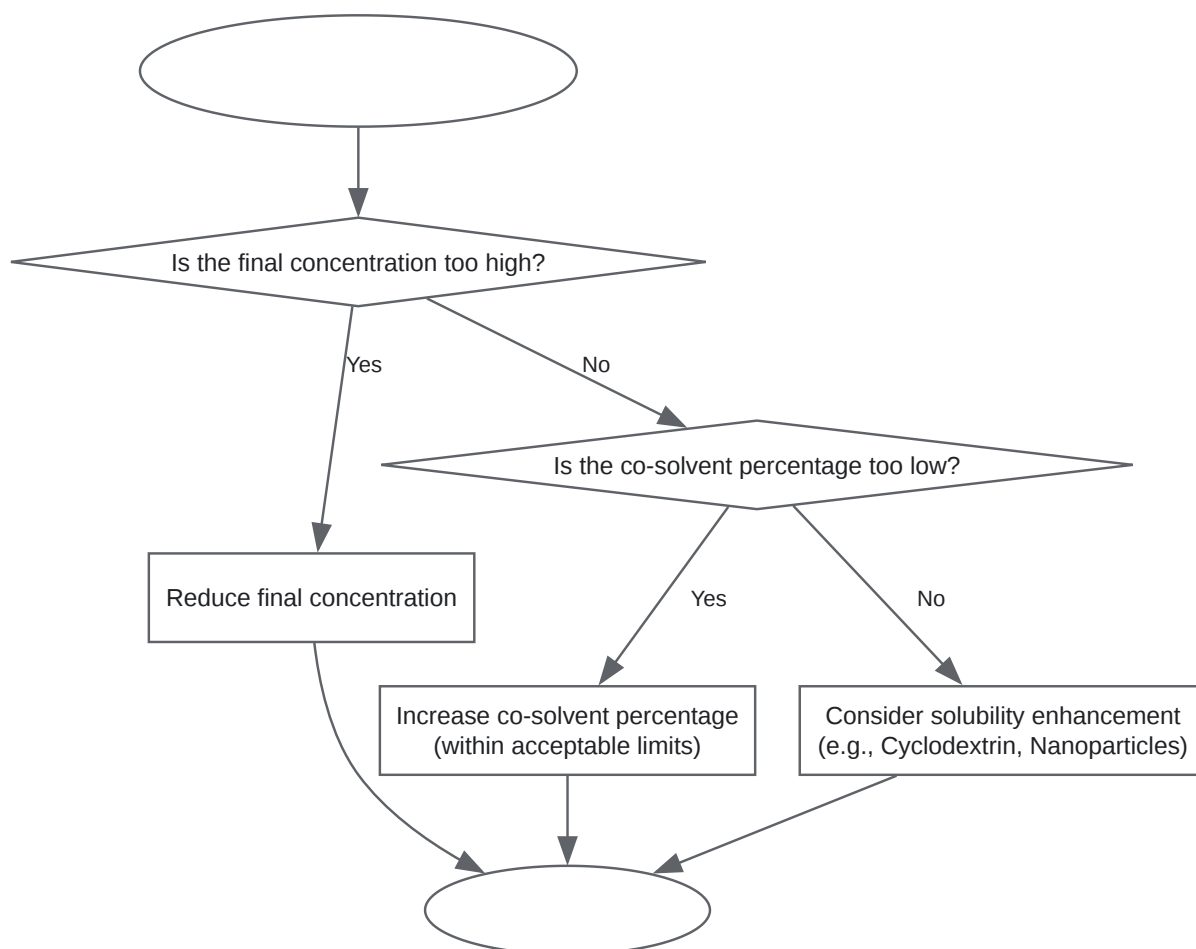 Is the final concentration too high?
Yes
No
Is the co-solvent percentage too low?
Reduce final concentration
Yes
No
Increase co-solvent percentage
(within acceptable limits)
Consider solubility enhancement
(e.g., Cyclodextrin, Nanoparticles)